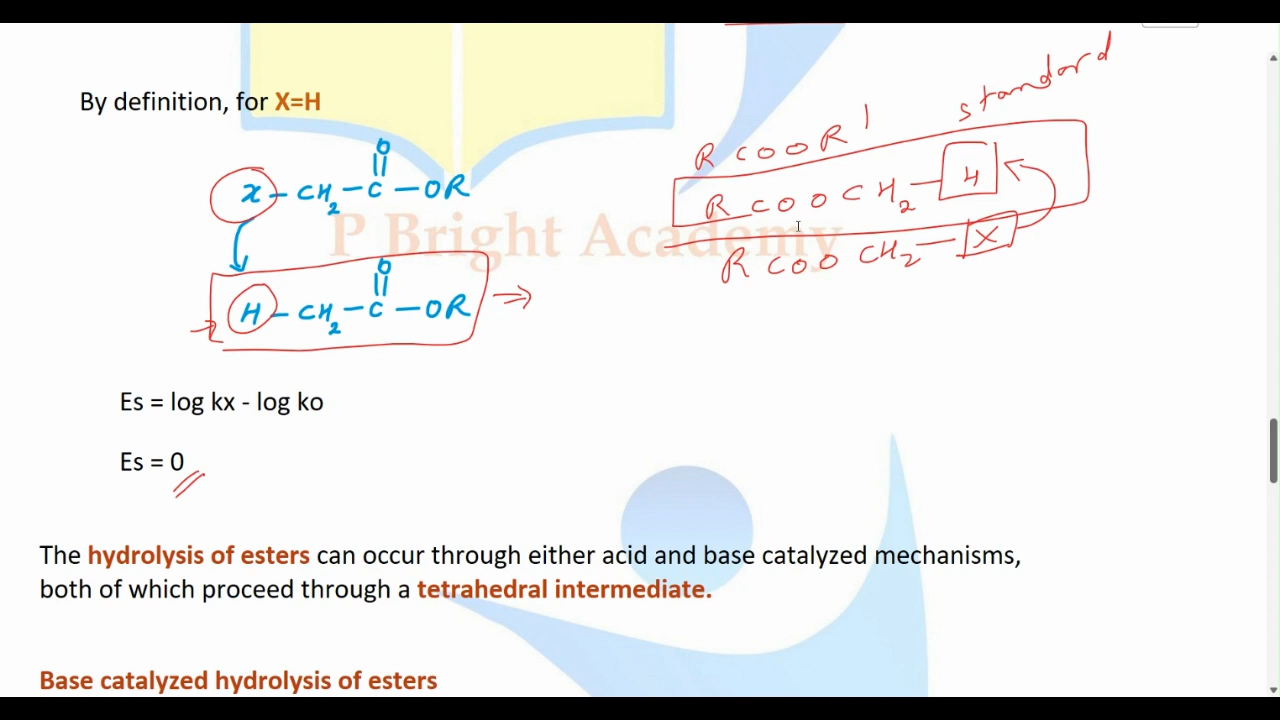 By definition, for X=H
standard
RCOOR'
RCOOCH2—H
RCOOCH2—X
O
X—CH2—C—OR
P Bright Academy
O
H—CH2—C—OR
Es = log kx - log ko
Es = 0
The hydrolysis of esters can occur through either acid and base catalyzed mechanisms,
both of which proceed through a tetrahedral intermediate.
Base catalyzed hydrolysis of esters